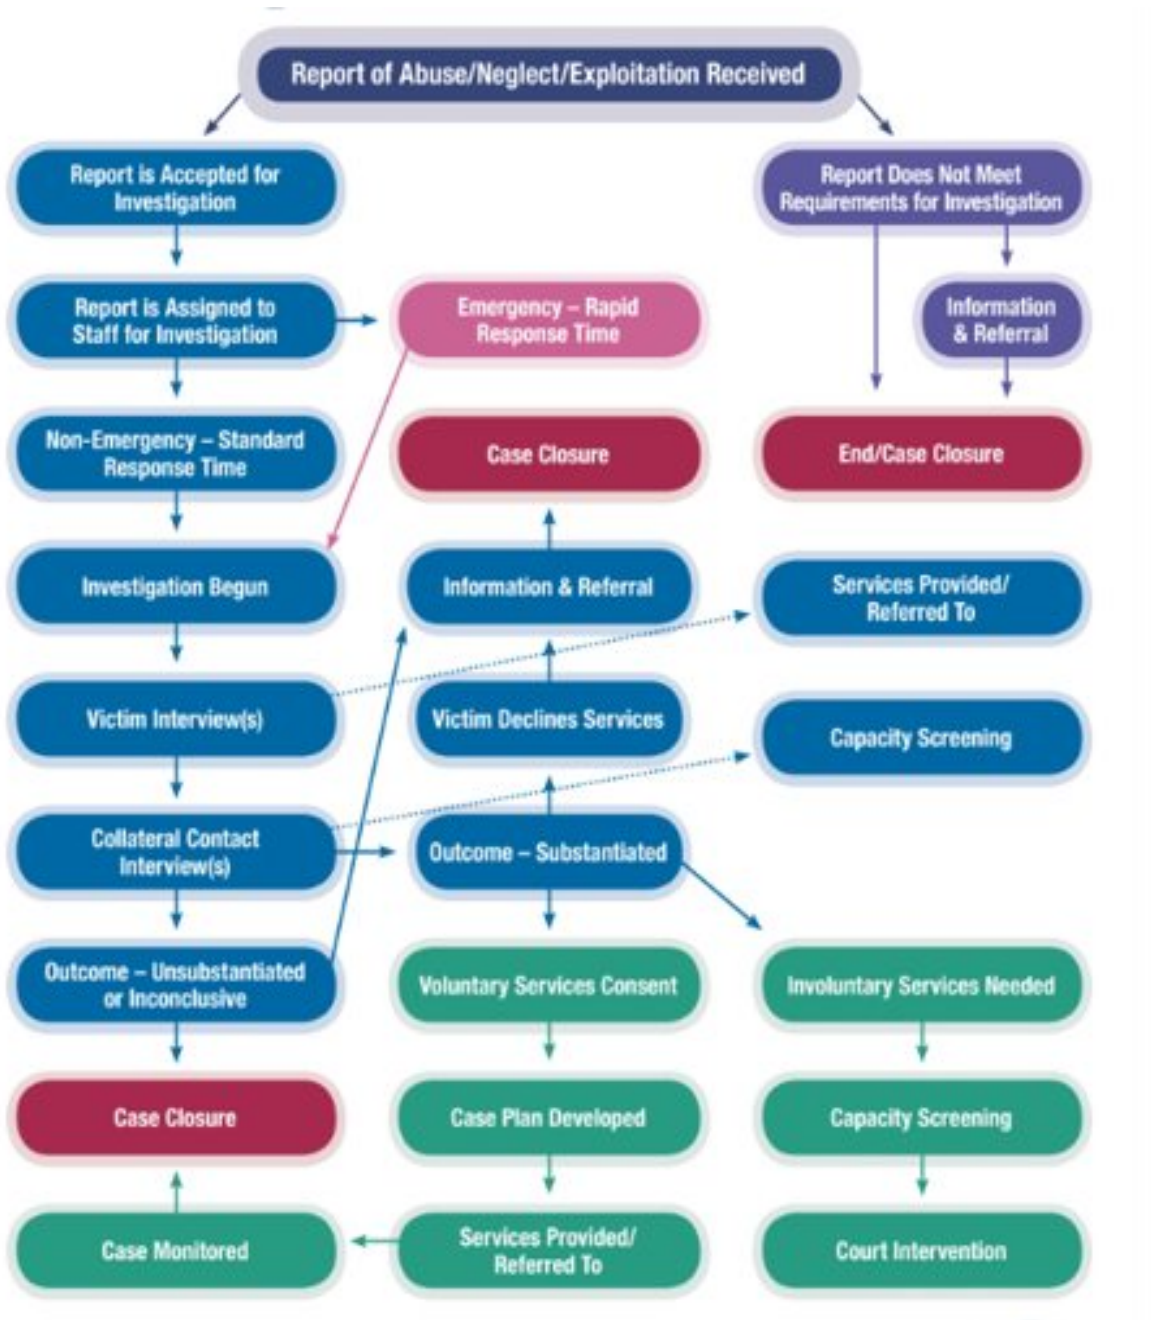 Report of Abuse/Neglect/Exploitation Received
Report is Accepted for
Investigation
Report Does Not Meet
Requirements for Investigation
Report is Assigned to
Staff for Investigation
Emergency – Rapid
Response Time
Information
& Referral
Non-Emergency – Standard
Response Time
Case Closure
End/Case Closure
Investigation Begun
Information & Referral
Services Provided/
Referred To
Victim Interview(s)
Victim Declines Services
Capacity Screening
Collateral Contact
Interview(s)
Outcome – Substantiated
Outcome – Unsubstantiated
or Inconclusive
Voluntary Services Consent
Involuntary Services Needed
Case Closure
Case Plan Developed
Capacity Screening
Case Monitored
Services Provided/
Referred To
Court Intervention